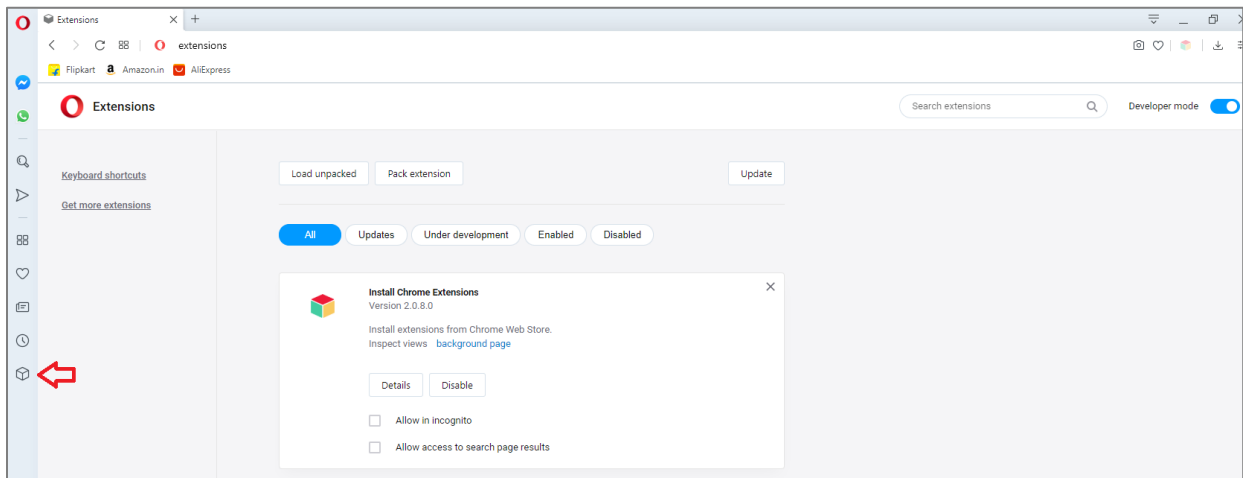 Extensions
extensions
Flipkart a Amazon.in AliExpress
Extensions
Search extensions
Developer mode
Keyboard shortcuts
Get more extensions
Load unpacked
Pack extension
Update
All
Updates
Under development
Enabled
Disabled
Install Chrome Extensions
Version 2.0.8.0
Install extensions from Chrome Web Store.
Inspect views background page
Details
Disable
Allow in incognito
Allow access to search page results